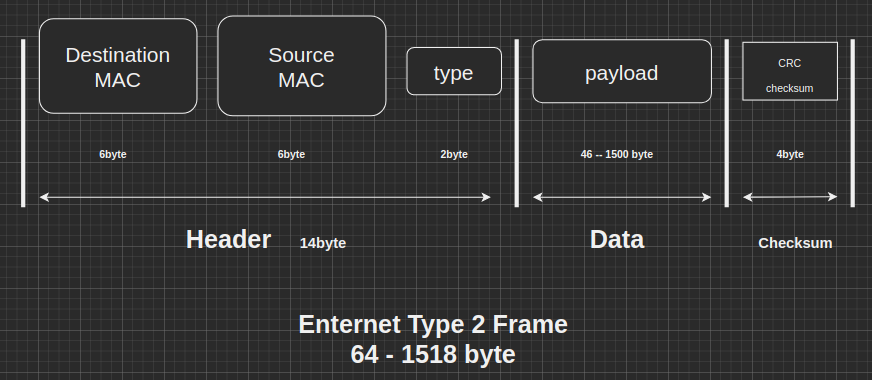 Destination
MAC
Source
MAC
type
payload
CRC
checksum
6byte
6byte
2byte
46 -- 1500 byte
4byte
Header
14byte
Data
Checksum
Enternet Type 2 Frame
64 - 1518 byte